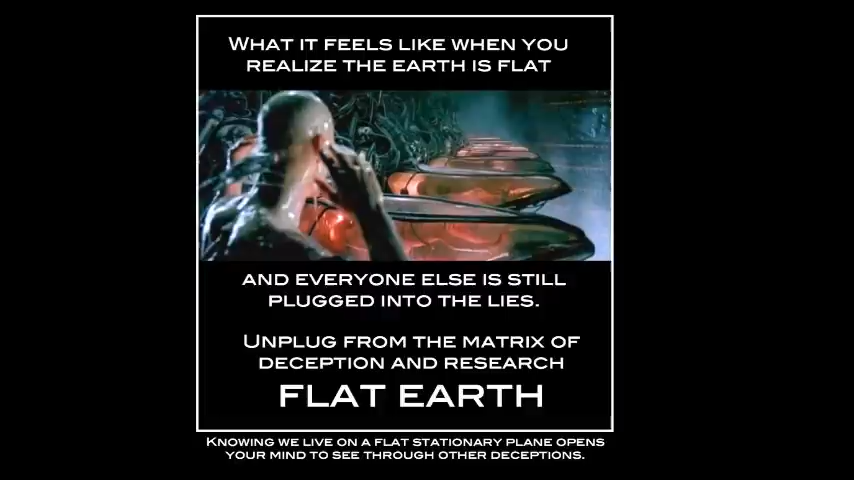 WHAT IT FEELS LIKE WHEN YOU
REALIZE THE EARTH IS FLAT
AND EVERYONE ELSE IS STILL
PLUGGED INTO THE LIES.
UNPLUG FROM THE MATRIX OF
DECEPTION AND RESEARCH
FLAT EARTH
KNOWING WE LIVE ON A FLAT STATIONARY PLANE OPENS
YOUR MIND TO SEE THROUGH OTHER DECEPTIONS.